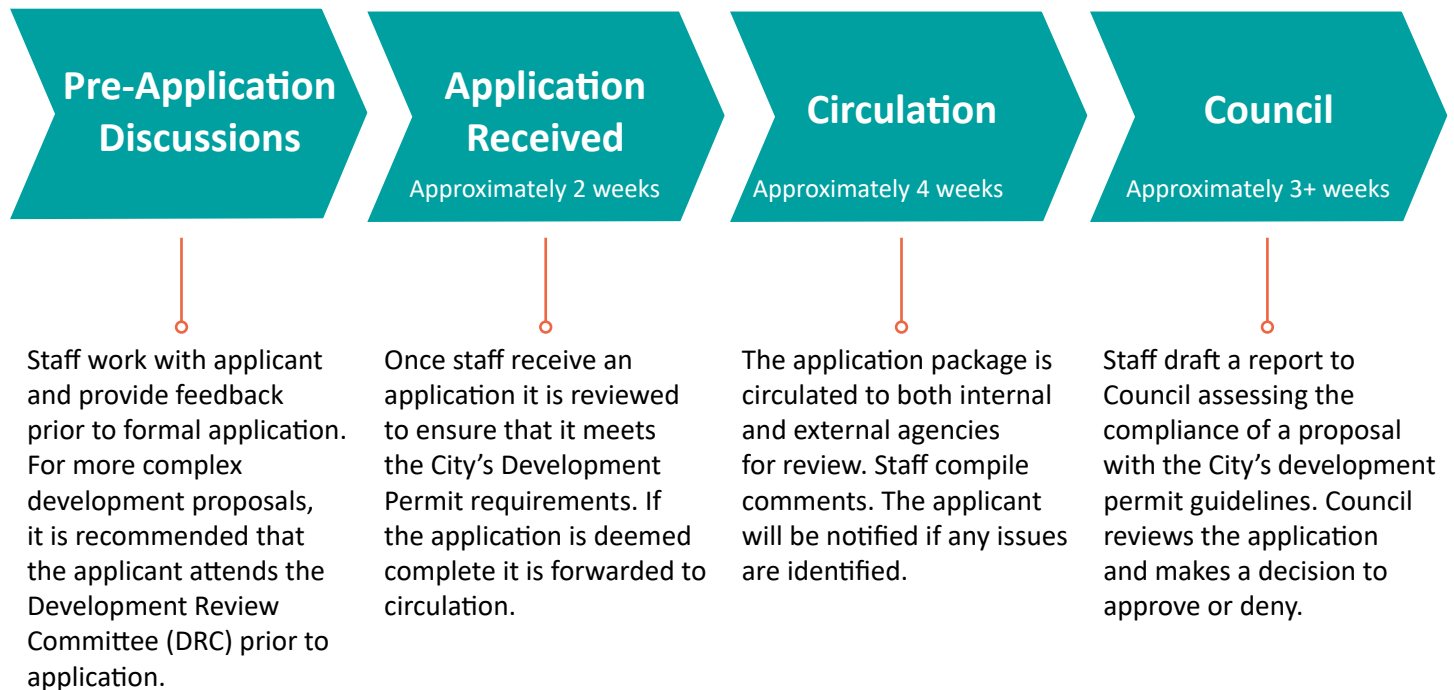 Pre-Application
Discussions
Application
Received
Approximately 2 weeks
Circulation
Approximately 4 weeks
Council
Approximately 3+ weeks
Staff work with applicant
and provide feedback
prior to formal application.
For more complex
development proposals,
it is recommended that
the applicant attends the
Development Review
Committee (DRC) prior to
application.
Once staff receive an
application it is reviewed
to ensure that it meets
the City’s Development
Permit requirements. If
the application is deemed
complete it is forwarded to
circulation.
The application package is
circulated to both internal
and external agencies
for review. Staff compile
comments. The applicant
will be notified if any issues
are identified.
Staff draft a report to
Council assessing the
compliance of a proposal
with the City’s development
permit guidelines. Council
reviews the application
and makes a decision to
approve or deny.